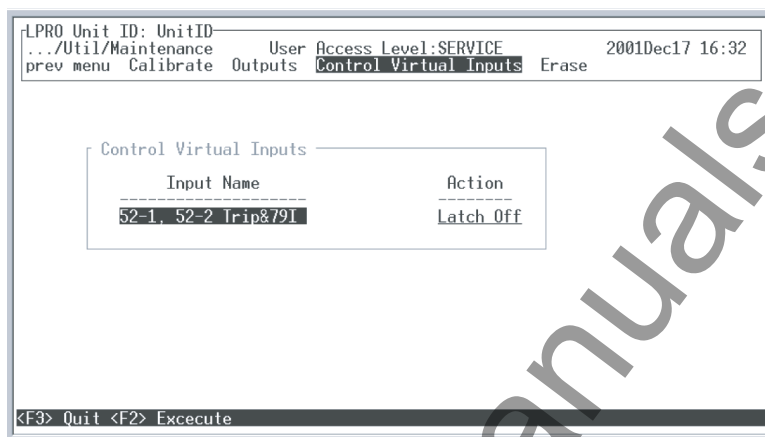 LPRO Unit ID: UnitID
.../Util/Maintenance User Access Level:SERVICE 2001Dec17 16:32
prev menu Calibrate Outputs Control Virtual Inputs Erase
Control Virtual Inputs
Input Name Action
-------------------- --------
52-1, 52-2 Trip&79I Latch Off
<F3> Quit <F2> Excecute
anuals